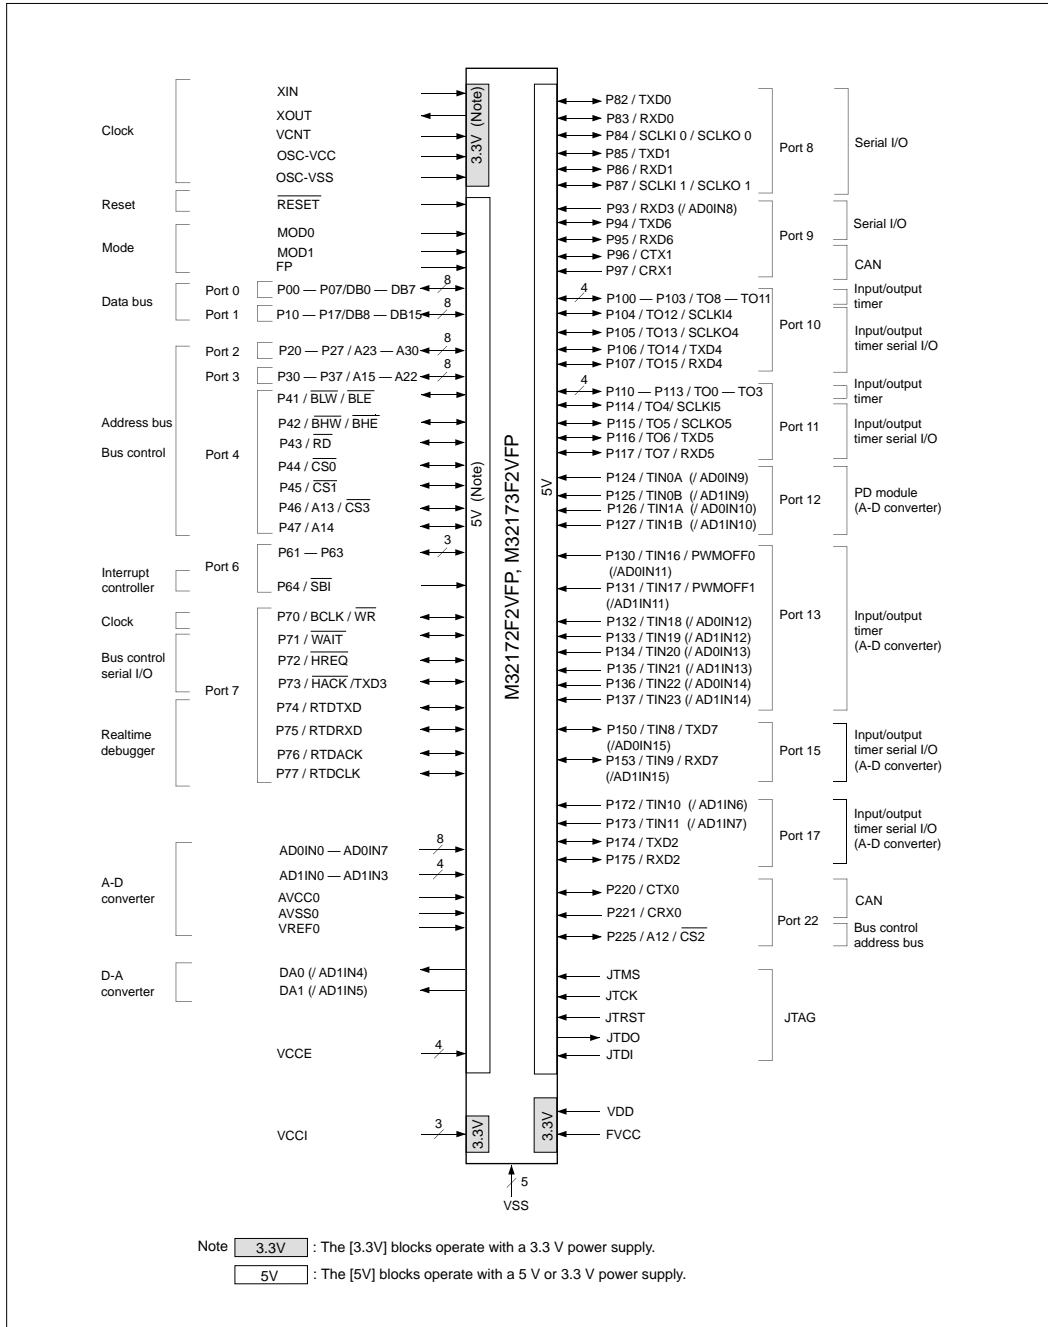 Clock
XIN
XOUT
VCNT
OSC-VCC
OSC-VSS
3.3V (Note)
Reset
RESET
Mode
MOD0
MOD1
FP
Data bus
Port 0
P00 — P07/DB0 — DB7
8
Port 1
P10 — P17/DB8 — DB15
8
Address bus
Bus control
Port 2
P20 — P27 / A23 — A30
8
Port 3
P30 — P37 / A15 — A22
8
Port 4
P41 / BLW / BLE
P42 / BHW / BHE
P43 / RD
P44 / CS0
P45 / CS1
P46 / A13 / CS3
P47 / A14
Port 6
P61 — P63
3
Interrupt
controller
P64 / SBI
Clock
P70 / BCLK / WR
Bus control
serial I/O
Port 7
P71 / WAIT
P72 / HREQ
P73 / HACK /TXD3
Realtime
debugger
P74 / RTDTXD
P75 / RTDRXD
P76 / RTDACK
P77 / RTDCLK
A-D
converter
AD0IN0 — AD0IN7
8
AD1IN0 — AD1IN3
4
AVCC0
AVSS0
VREF0
D-A
converter
DA0 (/ AD1IN4)
DA1 (/ AD1IN5)
VCCE
4
VCCI
3
5V (Note)
3.3V
M32172F2VFP, M32173F2VFP
5V
3.3V
P82 / TXD0
P83 / RXD0
P84 / SCLKI 0 / SCLKO 0
P85 / TXD1
P86 / RXD1
P87 / SCLKI 1 / SCLKO 1
Port 8
Serial I/O
P93 / RXD3 (/ AD0IN8)
P94 / TXD6
P95 / RXD6
P96 / CTX1
P97 / CRX1
Port 9
Serial I/O
CAN
4
P100 — P103 / TO8 — TO11
P104 / TO12 / SCLKI4
P105 / TO13 / SCLKO4
P106 / TO14 / TXD4
P107 / TO15 / RXD4
Port 10
Input/output
timer
Input/output
timer serial I/O
4
P110 — P113 / TO0 — TO3
P114 / TO4/ SCLKI5
P115 / TO5 / SCLKO5
P116 / TO6 / TXD5
P117 / TO7 / RXD5
Port 11
Input/output
timer
Input/output
timer serial I/O
P124 / TIN0A (/ AD0IN9)
P125 / TIN0B (/ AD1IN9)
P126 / TIN1A (/ AD0IN10)
P127 / TIN1B (/ AD1IN10)
Port 12
PD module
(A-D converter)
P130 / TIN16 / PWMOFF0
(/AD0IN11)
P131 / TIN17 / PWMOFF1
(/AD1IN11)
P132 / TIN18 (/ AD0IN12)
P133 / TIN19 (/ AD1IN12)
P134 / TIN20 (/ AD0IN13)
P135 / TIN21 (/ AD1IN13)
P136 / TIN22 (/ AD0IN14)
P137 / TIN23 (/ AD1IN14)
Port 13
Input/output
timer
(A-D converter)
P150 / TIN8 / TXD7
(/AD0IN15)
P153 / TIN9 / RXD7
(/AD1IN15)
Port 15
Input/output
timer serial I/O
(A-D converter)
P172 / TIN10 (/ AD1IN6)
P173 / TIN11 (/ AD1IN7)
P174 / TXD2
P175 / RXD2
Port 17
Input/output
timer serial I/O
(A-D converter)
P220 / CTX0
P221 / CRX0
P225 / A12 / CS2
Port 22
CAN
Bus control
address bus
JTMS
JTCK
JTRST
JTDO
JTDI
JTAG
VDD
FVCC
5
VSS
Note 3.3V : The [3.3V] blocks operate with a 3.3 V power supply.
5V : The [5V] blocks operate with a 5 V or 3.3 V power supply.